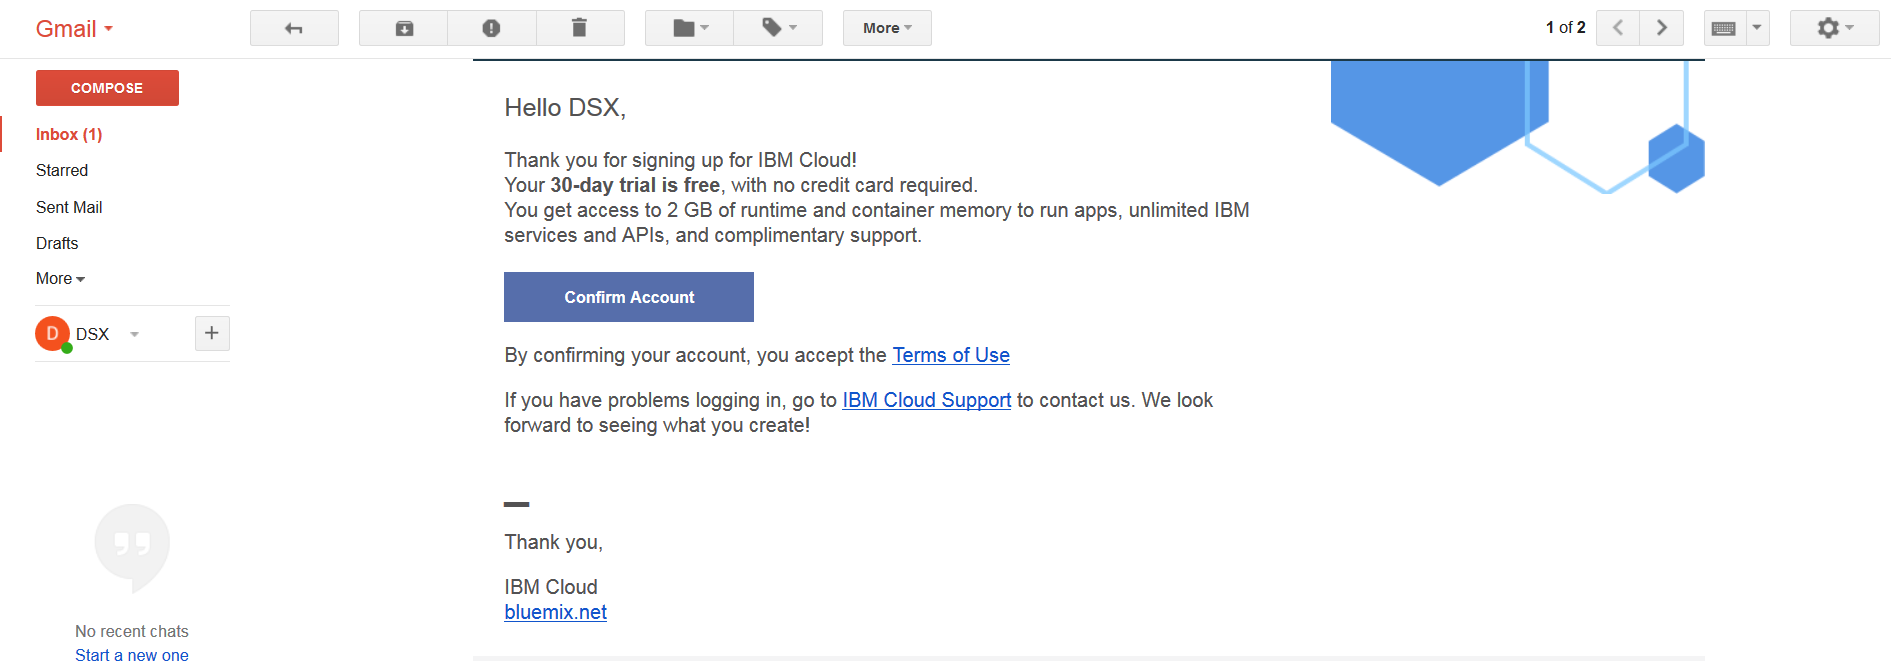 Gmail
More
1 of 2
COMPOSE
Inbox (1)
Starred
Sent Mail
Drafts
More
D
DSX
+
No recent chats
Start a new one
Hello DSX,
Thank you for signing up for IBM Cloud!
Your 30-day trial is free, with no credit card required.
You get access to 2 GB of runtime and container memory to run apps, unlimited IBM
services and APIs, and complimentary support.
Confirm Account
By confirming your account, you accept the Terms of Use
If you have problems logging in, go to IBM Cloud Support to contact us. We look
forward to seeing what you create!
Thank you,
IBM Cloud
bluemix.net